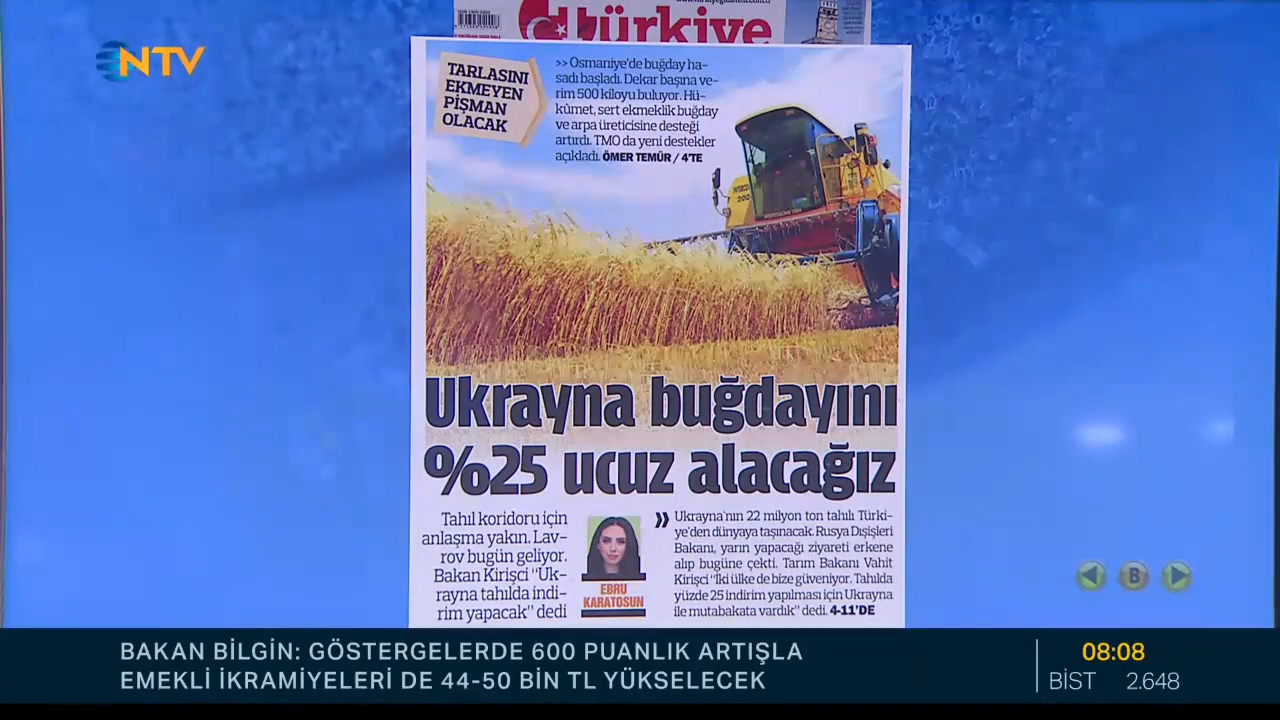 NTV
türkiye
TARLASINI
EKMEYEN
PİŞMAN
OLACAK
>> Osmaniye'de buğday ha-
sadı başladı. Dekar başına ve-
rim 500 kiloyu buluyor. Hü-
kûmet, sert ekmeklik buğday
ve arpa üreticisine desteği
artırdı. TMO da yeni destekler
açıkladı. ÖMER TEMÜR / 4'TE
Ukrayna buğdayını
%25 ucuz alacağız
Tahıl koridoru için
anlaşma yakın. Lav-
rov bugün geliyor.
Bakan Kirişci "Uk-
rayna tahılda indi-
rim yapacak" dedi
EBRU
KARATOSUN
Ukrayna'nın 22 milyon ton tahılı Türki-
ye'den dünyaya taşınacak. Rusya Dışişleri
Bakanı, yarın yapacağı ziyareti erkene
alıp bugüne çekti. Tarım Bakanı Vahit
Kirişci "İki ülke de bize güveniyor. Tahılda
yüzde 25 indirim yapılması için Ukrayna
ile mutabakata vardık" dedi. 4-11'DE
B
BAKAN BİLGİN: GÖSTERGELERDE 600 PUANLIK ARTIŞLA
EMEKLİ İKRAMİYELERİ DE 44-50 BİN TL YÜKSELECEK
08:08
BİST 2.648